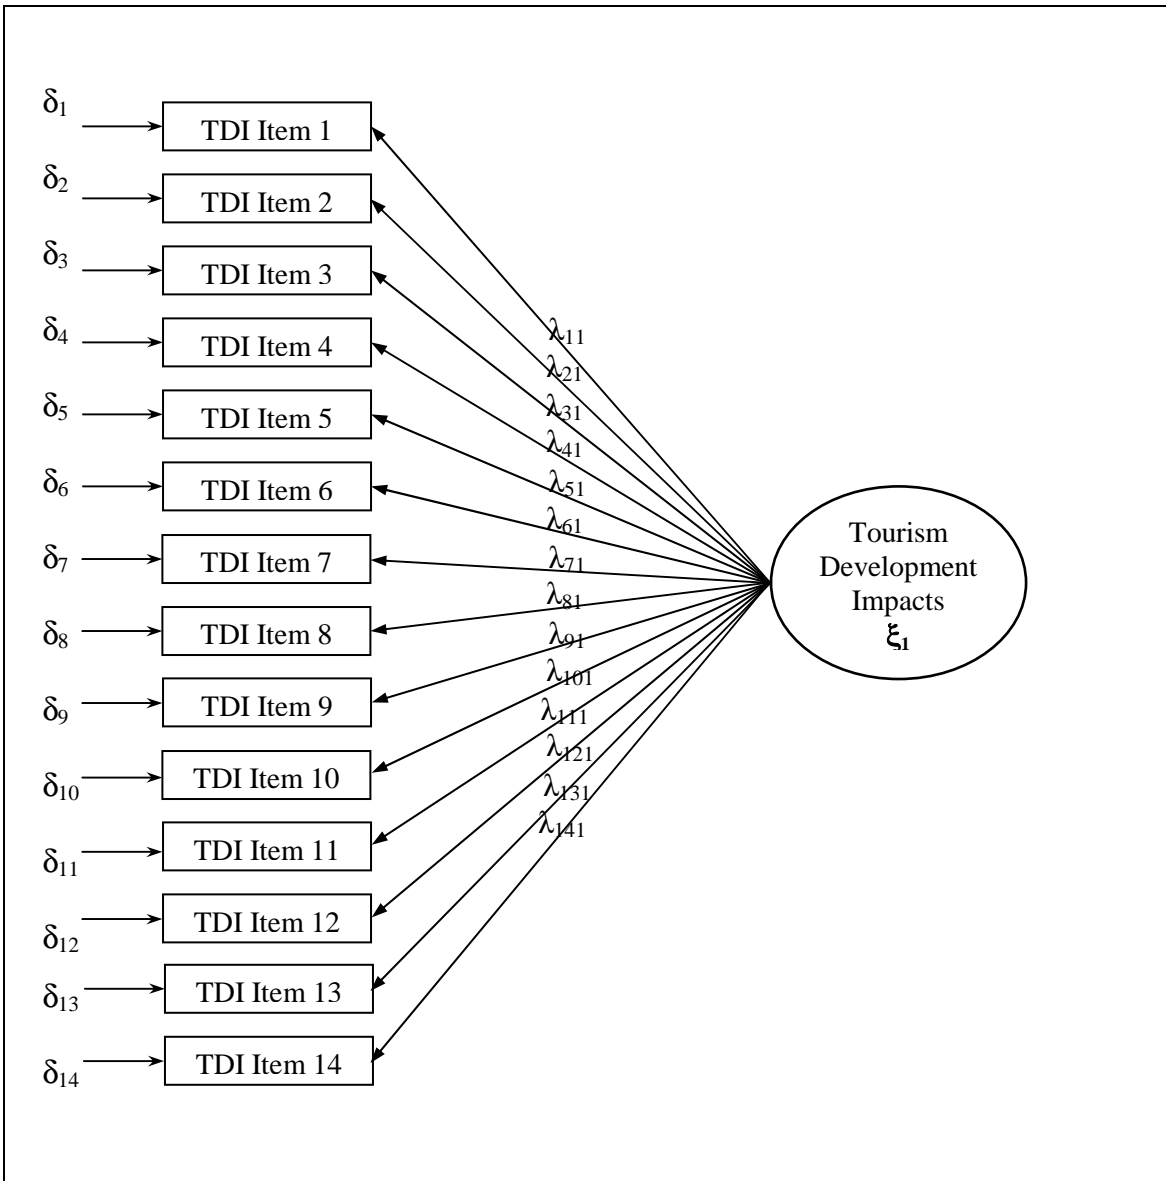 δ1
TDI Item 1
δ2
TDI Item 2
δ3
TDI Item 3
δ4
TDI Item 4
δ5
TDI Item 5
δ6
TDI Item 6
δ7
TDI Item 7
δ8
TDI Item 8
δ9
TDI Item 9
δ10
TDI Item 10
δ11
TDI Item 11
δ12
TDI Item 12
δ13
TDI Item 13
δ14
TDI Item 14
λ11
λ21
λ31
λ41
λ51
λ61
λ71
λ81
λ91
λ101
λ111
λ121
λ131
λ141
Tourism
Development
Impacts
ξ1